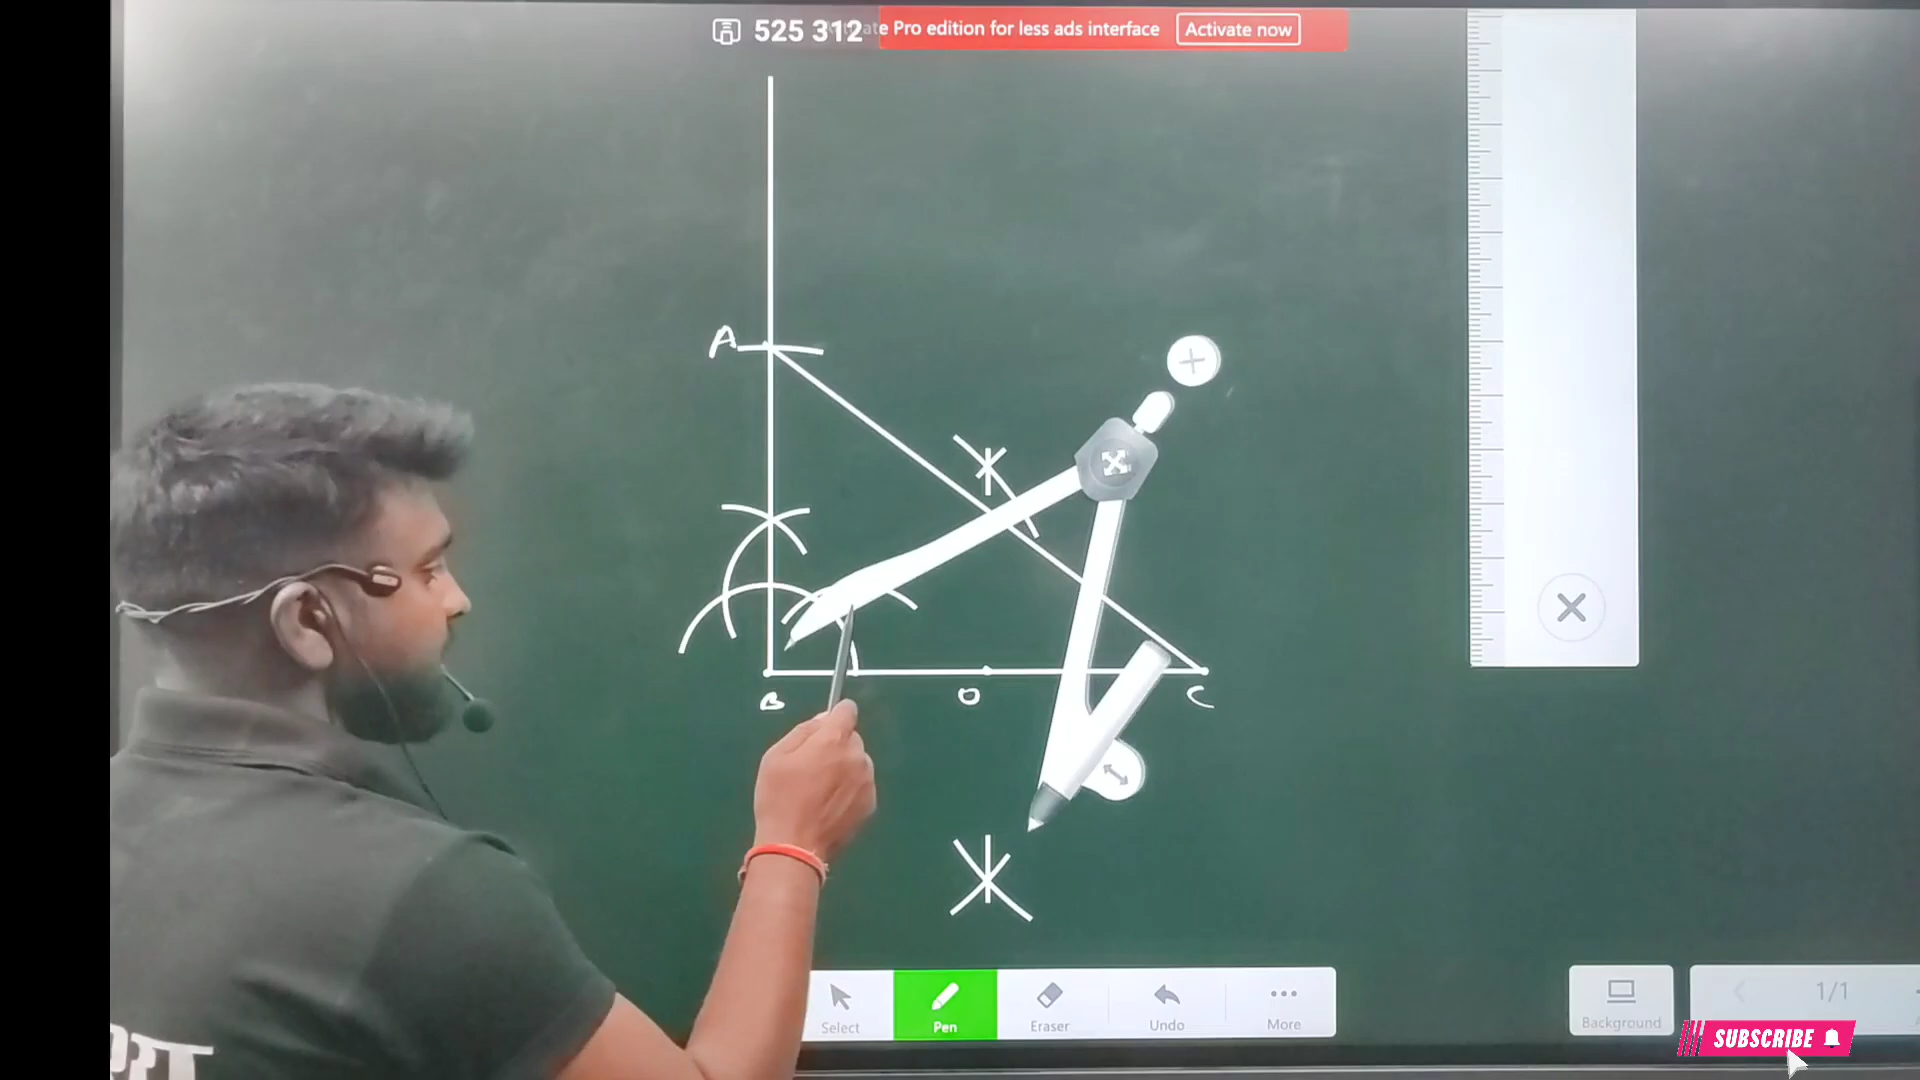 525 312
te Pro edition for less ads interface
Activate now
A
B
O
C
Select
Pen
Eraser
Undo
More
Background
1/1
SUBSCRIBE